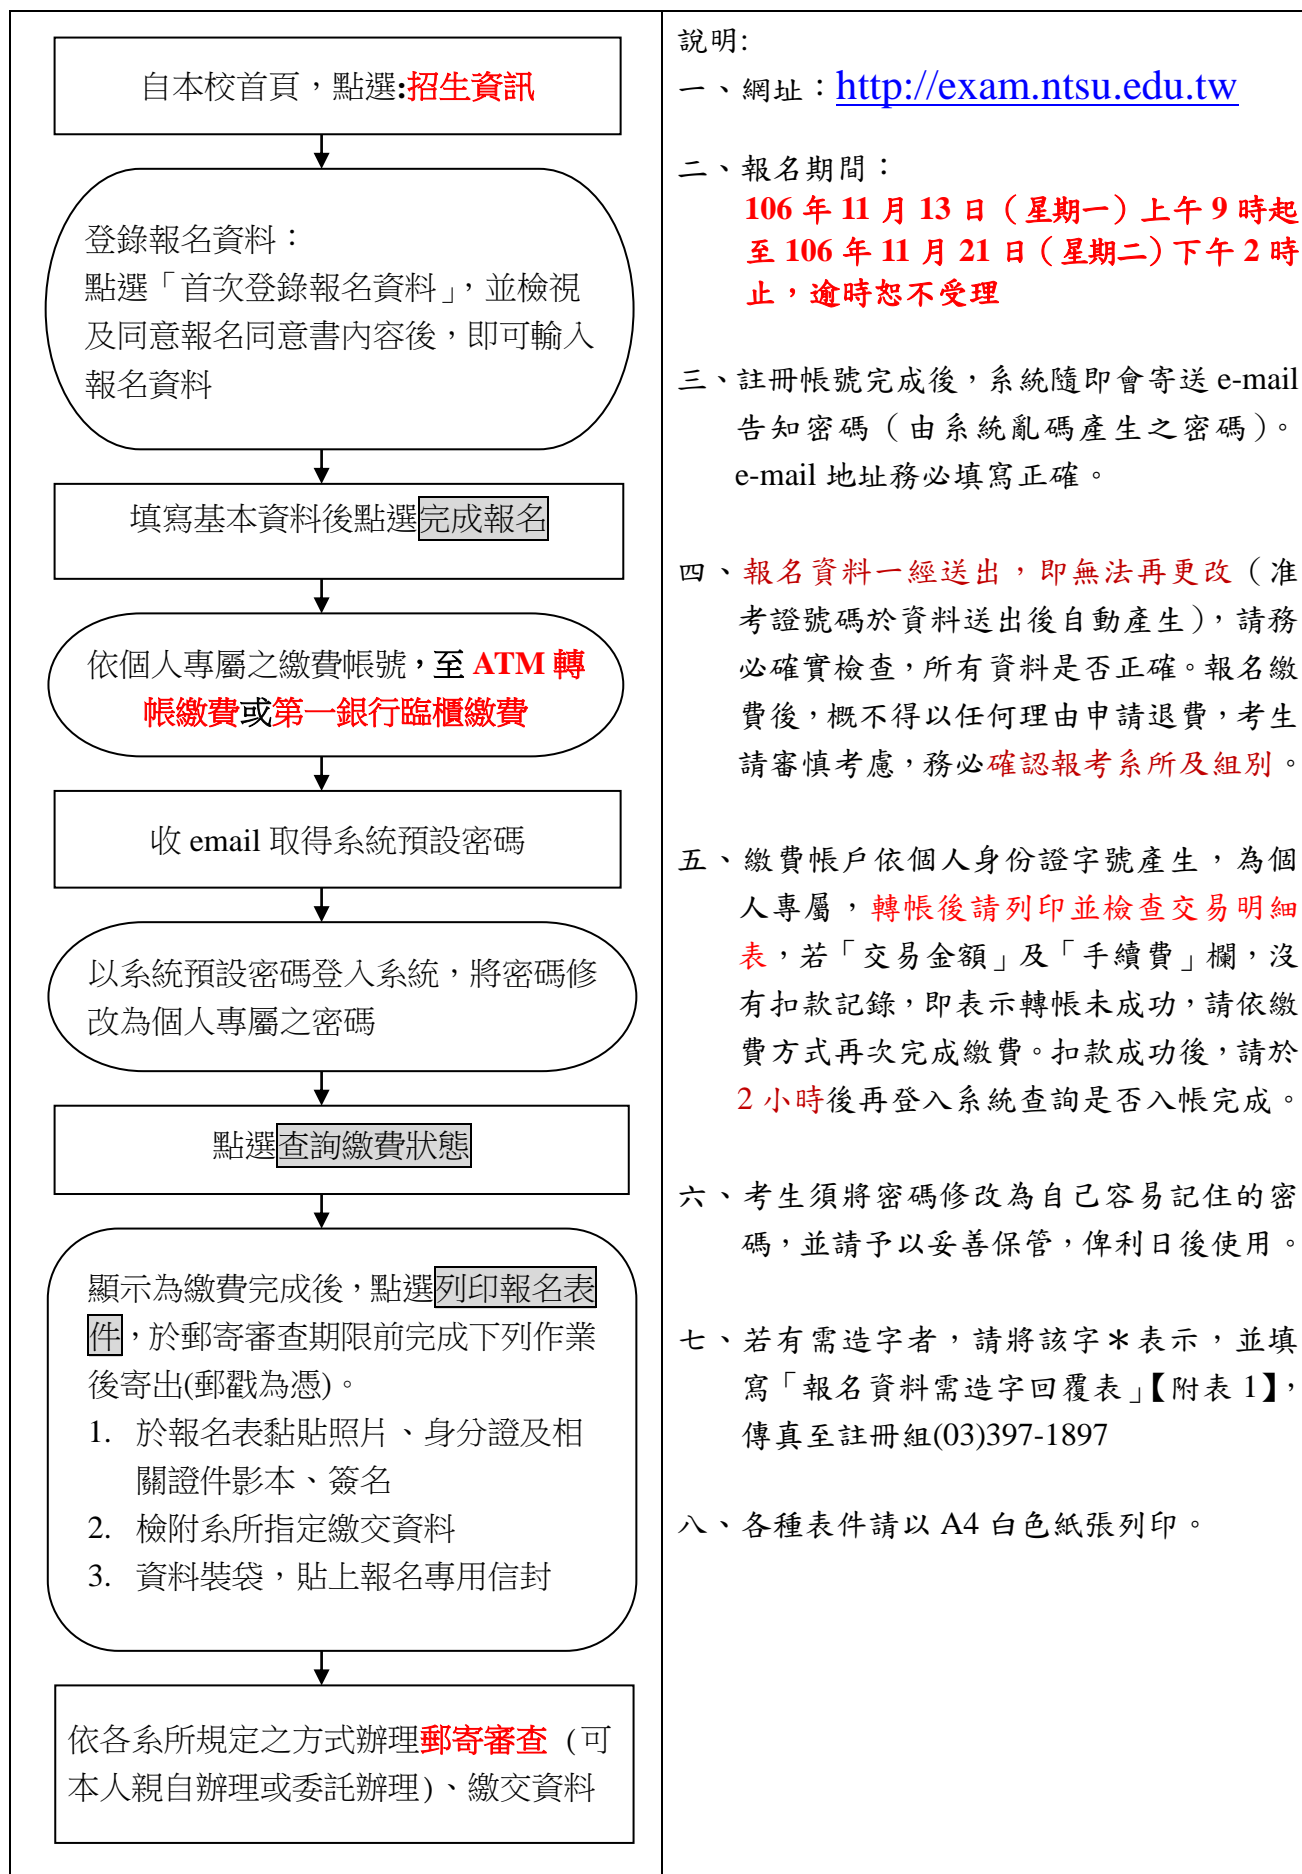 自本校首頁，點選:招生資訊
登錄報名資料：
點選「首次登錄報名資料」，並檢視
及同意報名同意書內容後，即可輸入
報名資料
填寫基本資料後點選完成報名
依個人專屬之繳費帳號，至 ATM 轉
帳繳費或第一銀行臨櫃繳費
收 email 取得系統預設密碼
以系統預設密碼登入系統，將密碼修
改為個人專屬之密碼
點選查詢繳費狀態
顯示為繳費完成後，點選列印報名表
件，於郵寄審查期限前完成下列作業
後寄出(郵戳為憑)。
1. 於報名表黏貼照片、身分證及相
關證件影本、簽名
2. 檢附系所指定繳交資料
3. 資料裝袋，貼上報名專用信封
依各系所規定之方式辦理郵寄審查（可
本人親自辦理或委託辦理）、繳交資料
說明:
一、網址：http://exam.ntsu.edu.tw
二、報名期間：
106 年 11 月 13 日（星期一）上午 9 時起
至 106 年 11 月 21 日（星期二）下午 2 時
止，逾時恕不受理
三、註冊帳號完成後，系統隨即會寄送 e-mail
告知密碼（由系統亂碼產生之密碼）。
e-mail 地址務必填寫正確。
四、報名資料一經送出，即無法再更改（准
考證號碼於資料送出後自動產生），請務
必確實檢查，所有資料是否正確。報名繳
費後，概不得以任何理由申請退費，考生
請審慎考慮，務必確認報考系所及組別。
五、繳費帳戶依個人身份證字號產生，為個
人專屬，轉帳後請列印並檢查交易明細
表，若「交易金額」及「手續費」欄，沒
有扣款記錄，即表示轉帳未成功，請依繳
費方式再次完成繳費。扣款成功後，請於
2 小時後再登入系統查詢是否入帳完成。
六、考生須將密碼修改為自己容易記住的密
碼，並請予以妥善保管，俾利日後使用。
七、若有需造字者，請將該字＊表示，並填
寫「報名資料需造字回覆表」【附表 1】，
傳真至註冊組(03)397-1897
八、各種表件請以 A4 白色紙張列印。